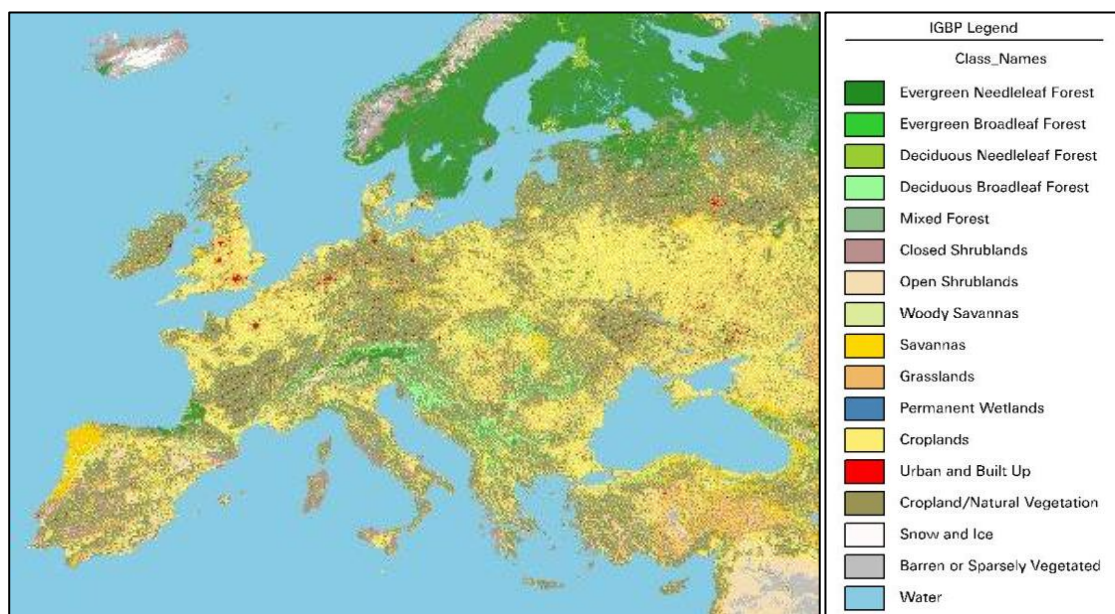 IGBP Legend
Class_Names
Evergreen Needleleaf Forest
Evergreen Broadleaf Forest
Deciduous Needleleaf Forest
Deciduous Broadleaf Forest
Mixed Forest
Closed Shrublands
Open Shrublands
Woody Savannas
Savannas
Grasslands
Permanent Wetlands
Croplands
Urban and Built Up
Cropland/Natural Vegetation
Snow and Ice
Barren or Sparsely Vegetated
Water